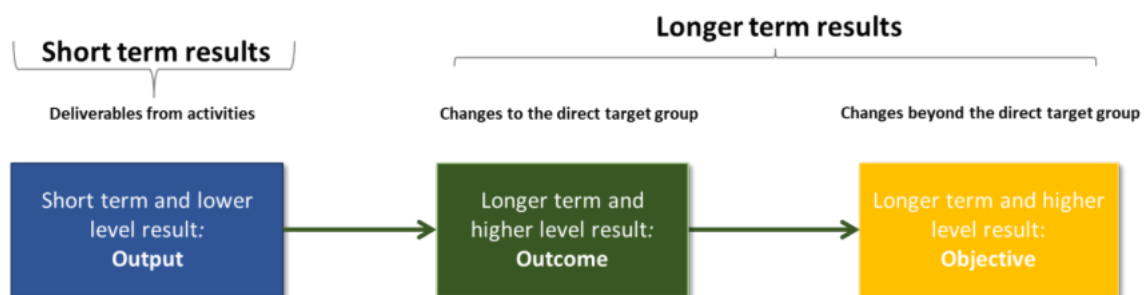 Short term results
Longer term results
Deliverables from activities
Changes to the direct target group
Changes beyond the direct target group
Short term and lower
level result:
Output
Longer term and
higher level result:
Outcome
Longer term and higher
level result:
Objective